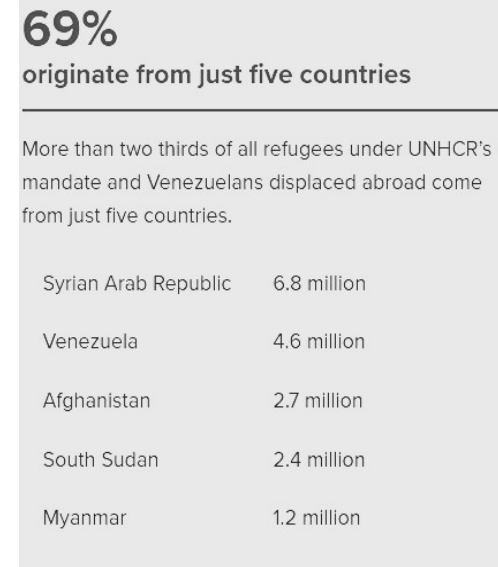 69%
originate from just five countries
More than two thirds of all refugees under UNHCR's
mandate and Venezuelans displaced abroad come
from just five countries.
Syrian Arab Republic 6.8 million
Venezuela 4.6 million
Afghanistan 2.7 million
South Sudan 2.4 million
Myanmar 1.2 million